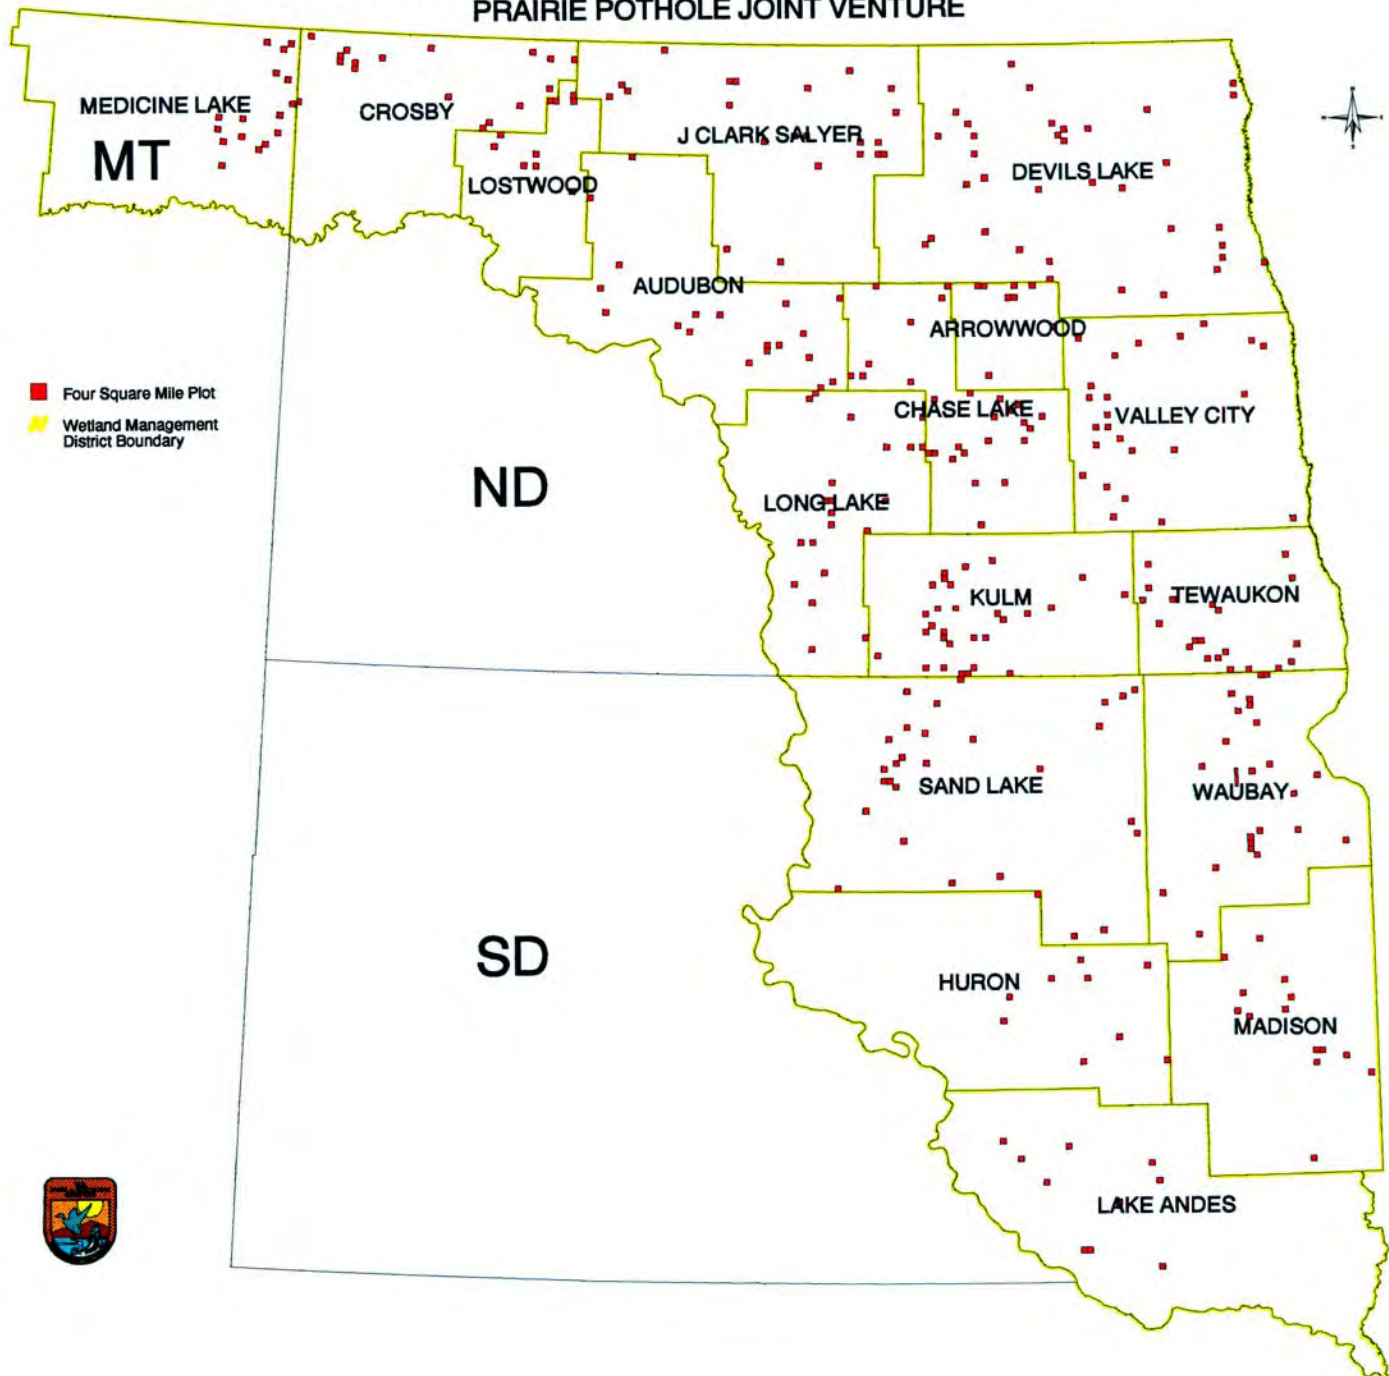 PRAIRIE POTHOLE JOINT VENTURE
MEDICINE LAKE
MT
CROSBY
LOSTWOOD
J CLARK SALYER
DEVILS LAKE
AUDUBON
ARROWWOOD
Four Square Mile Plot
Wetland Management
District Boundary
CHASE LAKE
VALLEY CITY
ND
LONG LAKE
KULM
TEWAUKON
SAND LAKE
WAUBAY
SD
HURON
MADISON
LAKE ANDES